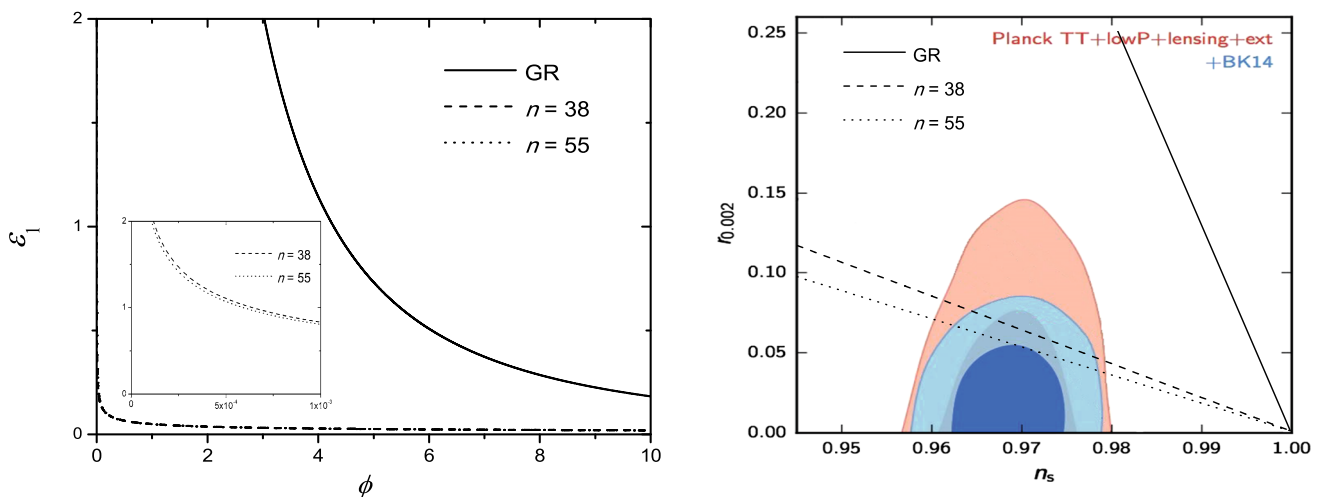 2
1
0
ε₁
GR
n = 38
n = 55
2
1
0
n = 38
n = 55
0
5x10⁻⁴
1x10⁻³
0
2
4
6
8
10
ϕ
0.25
0.20
0.15
0.10
0.05
0.00
r₀.₀₀₂
Planck TT+lowP+lensing+ext
+BK14
GR
n = 38
n = 55
0.95
0.96
0.97
0.98
0.99
1.00
nₛ